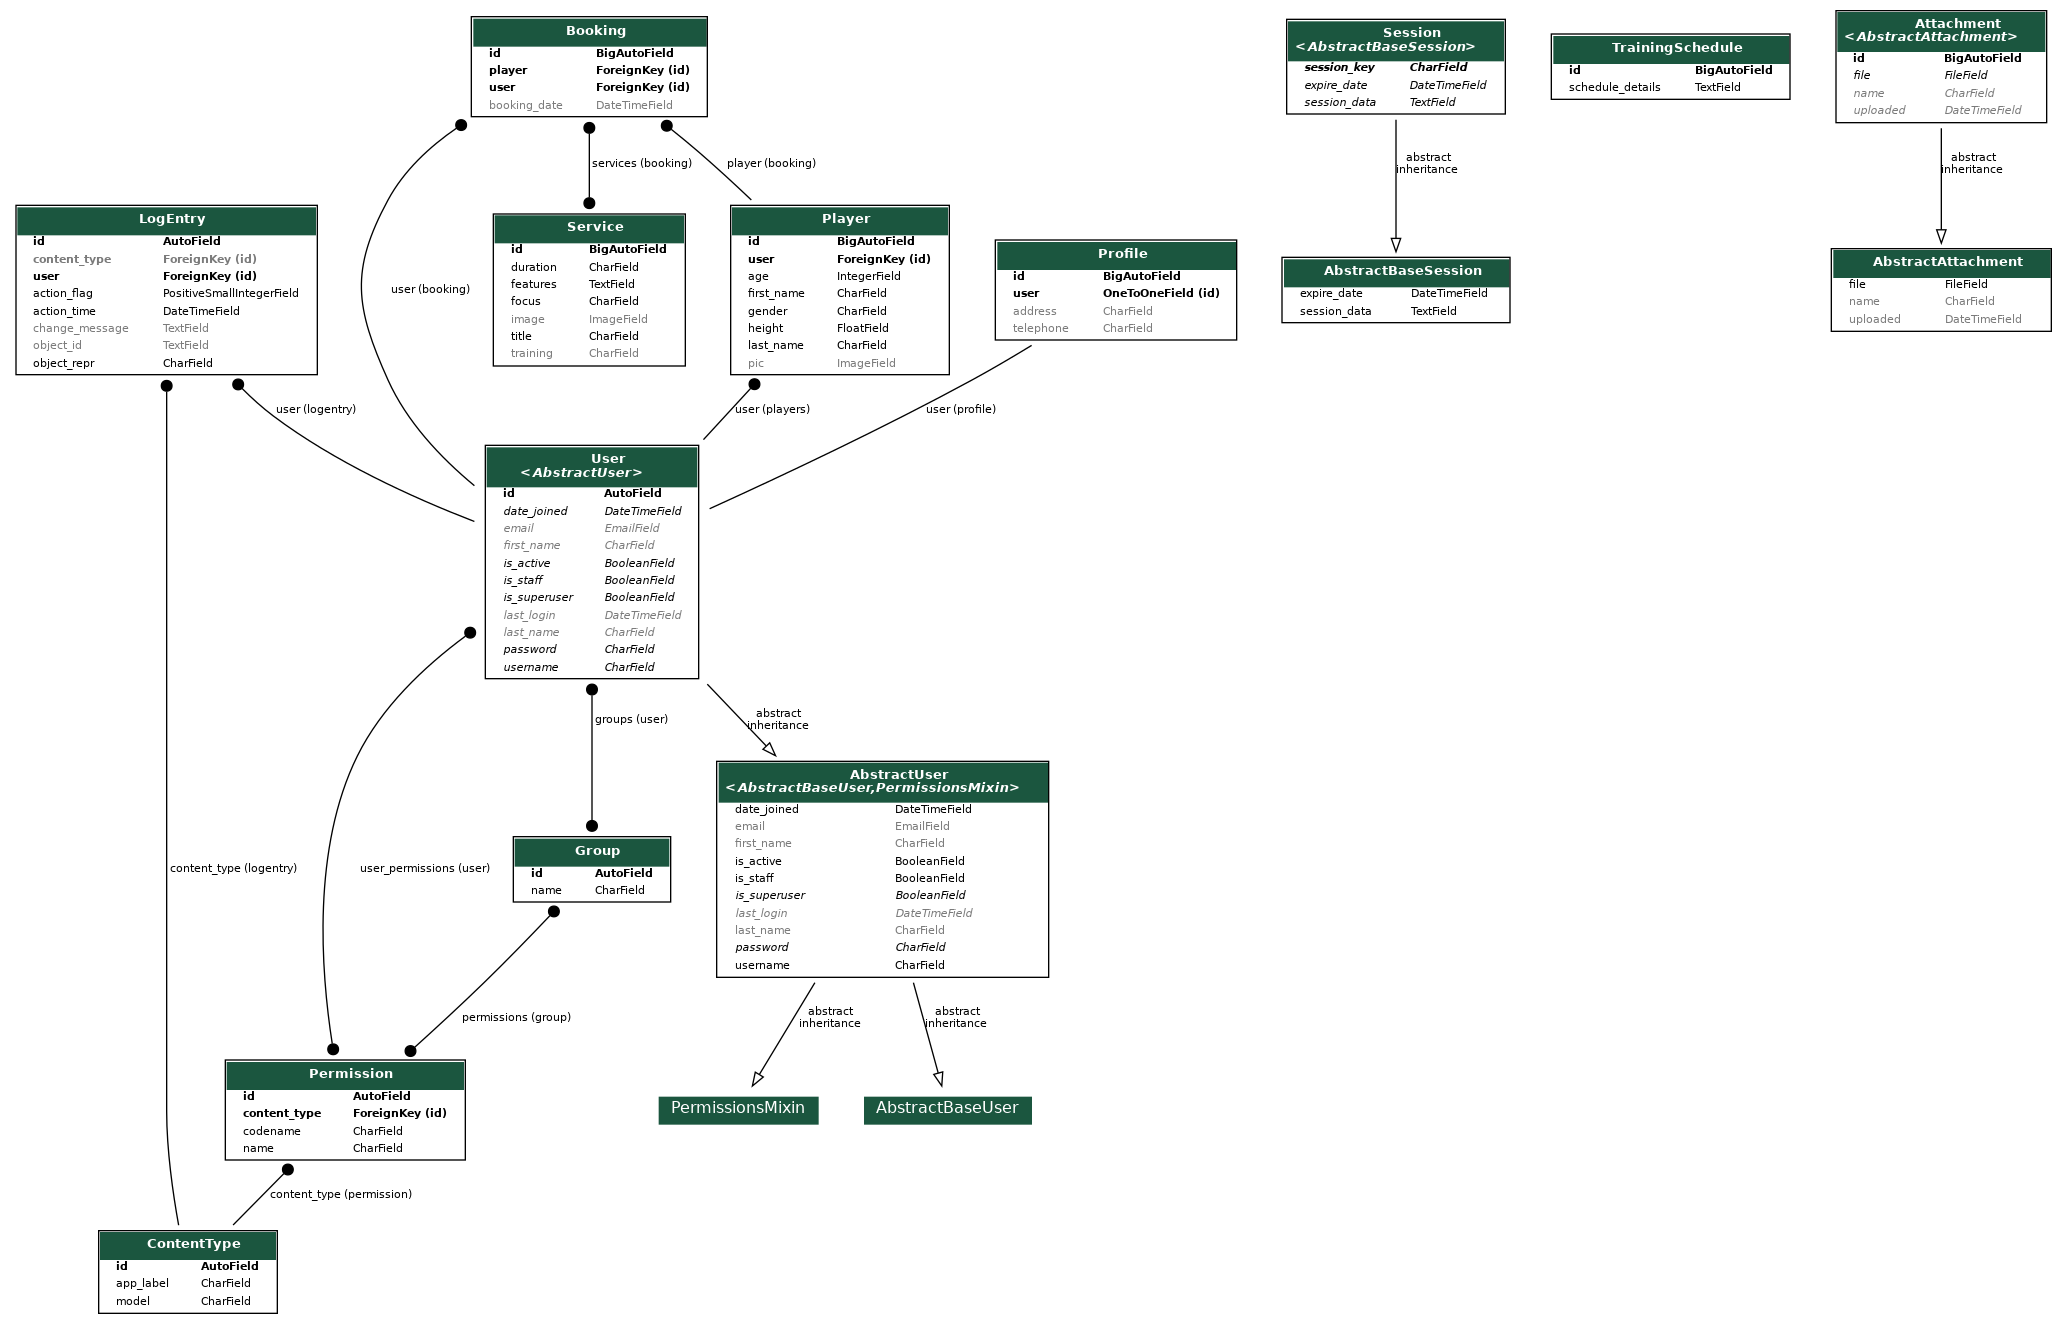 Booking
id BigAutoField
player ForeignKey (id)
user ForeignKey (id)
booking_date DateTimeField
Session
<AbstractBaseSession>
session_key CharField
expire_date DateTimeField
session_data TextField
TrainingSchedule
id BigAutoField
schedule_details TextField
Attachment
<AbstractAttachment>
id BigAutoField
file FileField
name CharField
uploaded DateTimeField
services (booking)
player (booking)
abstract
inheritance
abstract
inheritance
LogEntry
id AutoField
content_type ForeignKey (id)
user ForeignKey (id)
action_flag PositiveSmallIntegerField
action_time DateTimeField
change_message TextField
object_id TextField
object_repr CharField
user (booking)
Service
id BigAutoField
duration CharField
features TextField
focus CharField
image ImageField
title CharField
training CharField
Player
id BigAutoField
user ForeignKey (id)
age IntegerField
first_name CharField
gender CharField
height FloatField
last_name CharField
pic ImageField
Profile
id BigAutoField
user OneToOneField (id)
address CharField
telephone CharField
AbstractBaseSession
expire_date DateTimeField
session_data TextField
AbstractAttachment
file FileField
name CharField
uploaded DateTimeField
user (logentry)
user (players)
user (profile)
User
<AbstractUser>
id AutoField
date_joined DateTimeField
email EmailField
first_name CharField
is_active BooleanField
is_staff BooleanField
is_superuser BooleanField
last_login DateTimeField
last_name CharField
password CharField
username CharField
groups (user)
abstract
inheritance
content_type (logentry)
user_permissions (user)
Group
id AutoField
name CharField
AbstractUser
<AbstractBaseUser,PermissionsMixin>
date_joined DateTimeField
email EmailField
first_name CharField
is_active BooleanField
is_staff BooleanField
is_superuser BooleanField
last_login DateTimeField
last_name CharField
password CharField
username CharField
permissions (group)
abstract
inheritance
abstract
inheritance
Permission
id AutoField
content_type ForeignKey (id)
codename CharField
name CharField
PermissionsMixin
AbstractBaseUser
content_type (permission)
ContentType
id AutoField
app_label CharField
model CharField